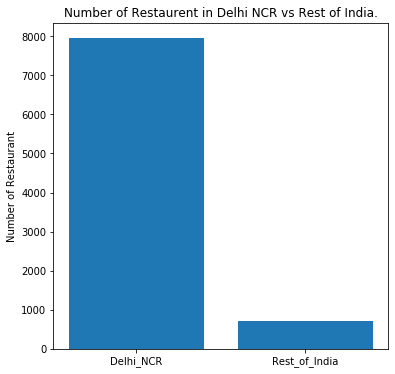 Number of Restaurent in Delhi NCR vs Rest of India.
8000
7000
6000
5000
4000
3000
2000
1000
0
Number of Restaurant
Delhi_NCR
Rest_of_India